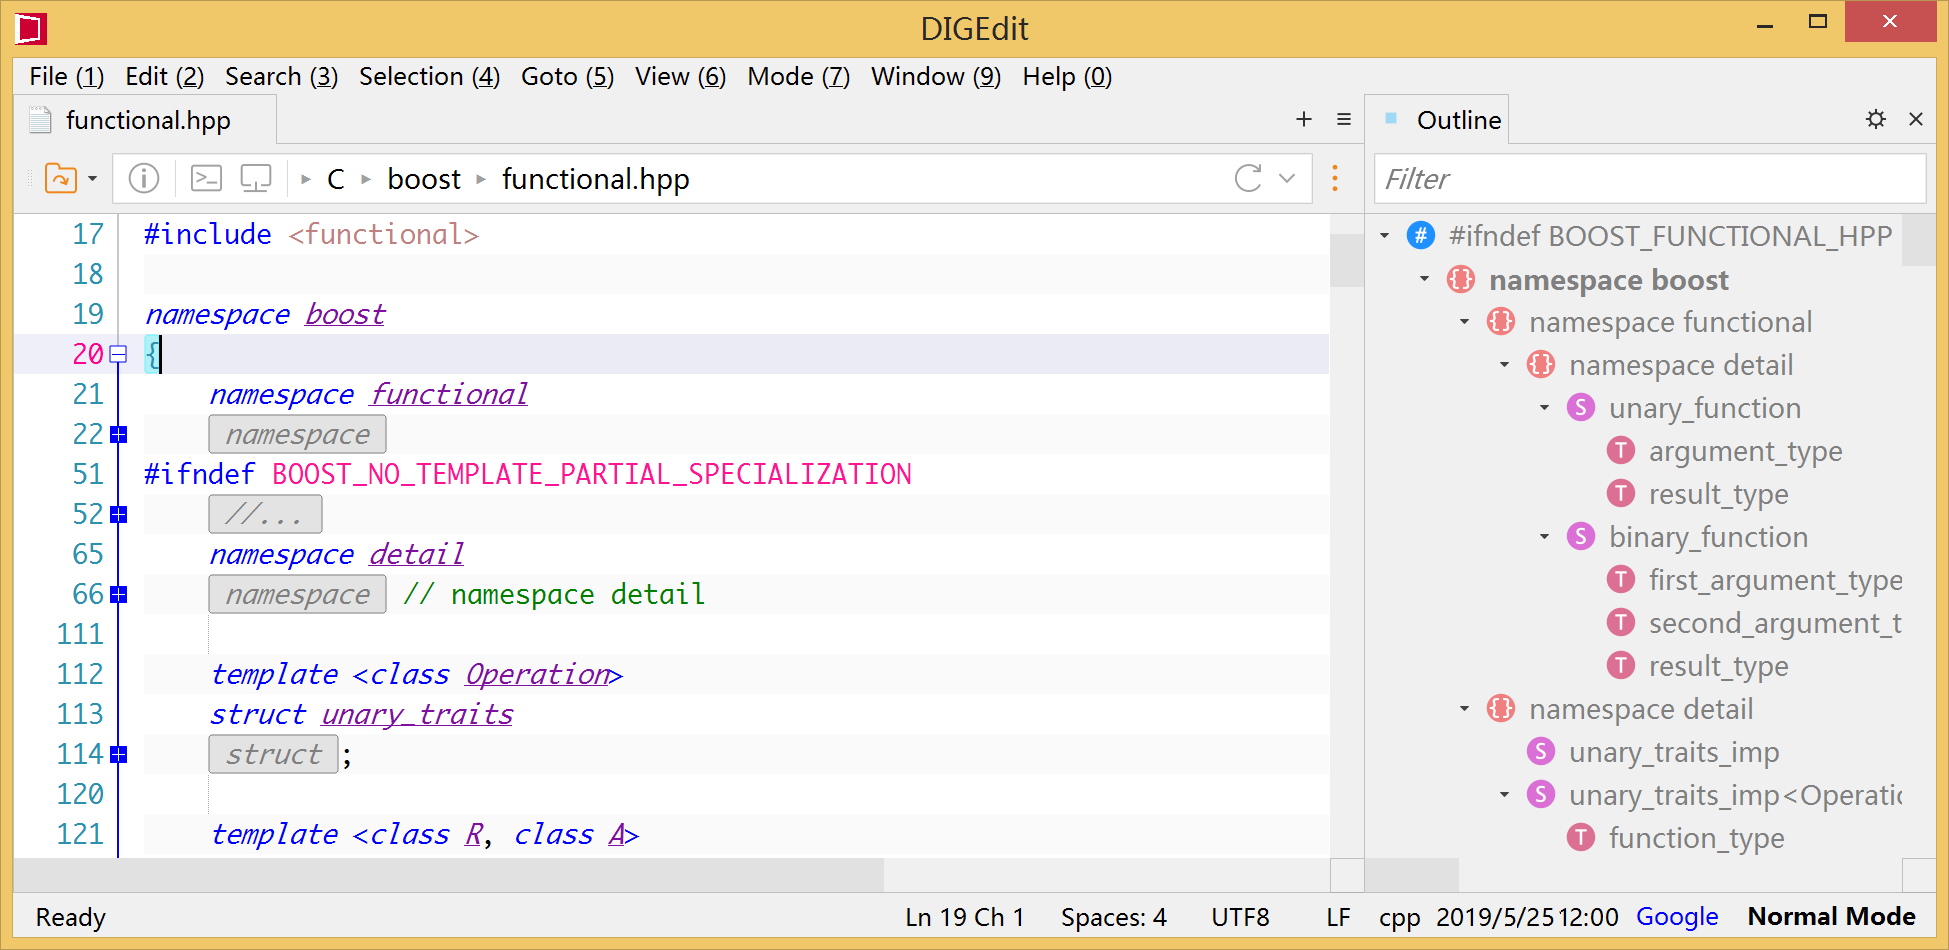 DIGEdit
File (1) Edit (2) Search (3) Selection (4) Goto (5) View (6) Mode (7) Window (9) Help (0)
functional.hpp
C boost functional.hpp
17 #include <functional>
18
19 namespace boost
20 {
21 namespace functional
22 namespace
51 #ifndef BOOST_NO_TEMPLATE_PARTIAL_SPECIALIZATION
52 //...
65 namespace detail
66 namespace // namespace detail
111
112 template <class Operation>
113 struct unary_traits
114 struct ;
120
121 template <class R, class A>
Outline
Filter
# #ifndef BOOST_FUNCTIONAL_HPP
{} namespace boost
{} namespace functional
{} namespace detail
S unary_function
T argument_type
T result_type
S binary_function
T first_argument_type
T second_argument_t
T result_type
{} namespace detail
S unary_traits_imp
S unary_traits_imp<Operatic
T function_type
Ready Ln 19 Ch 1 Spaces: 4 UTF8 LF cpp 2019/5/25 12:00 Google Normal Mode